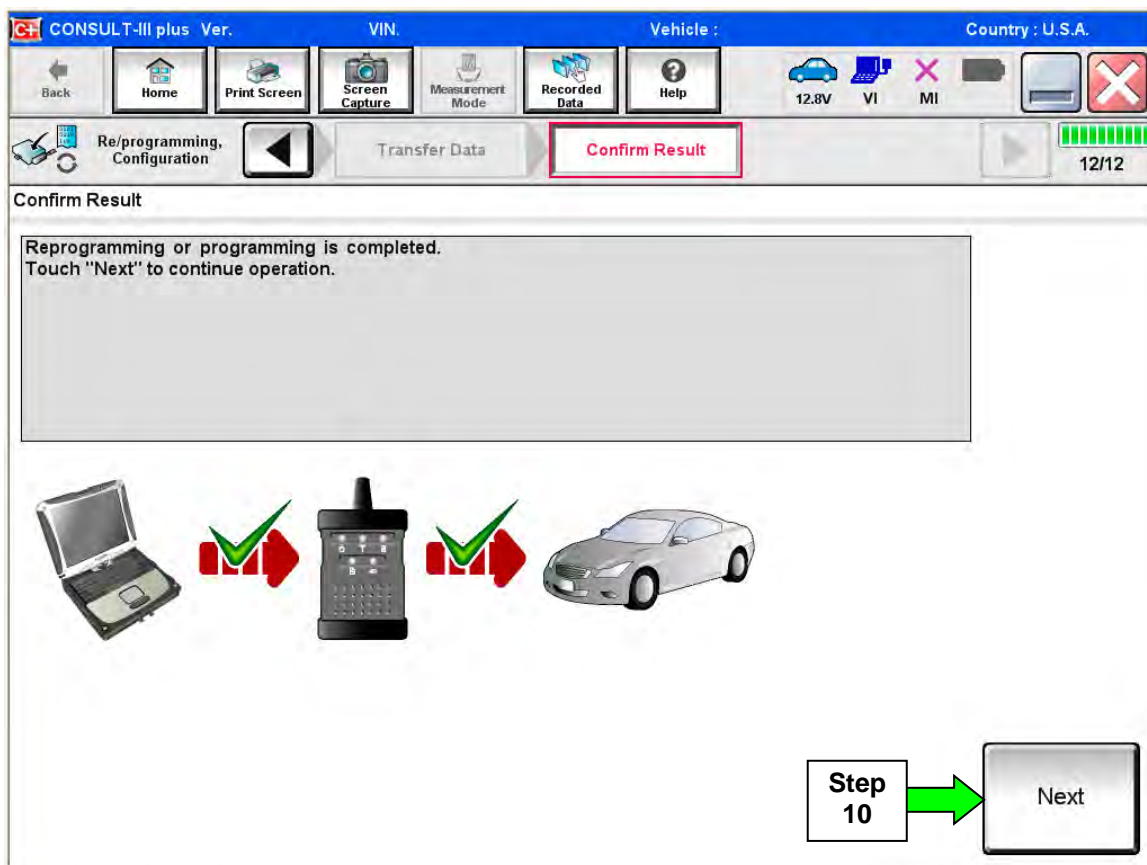 C+ CONSULT-III plus Ver. VIN. Vehicle : Country : U.S.A.
Back
Home
Print Screen
Screen
Capture
Measurement
Mode
Recorded
Data
Help
12.8V
VI
MI
Re/programming,
Configuration
Transfer Data
Confirm Result
12/12
Confirm Result
Reprogramming or programming is completed.
Touch "Next" to continue operation.
Step
10
Next